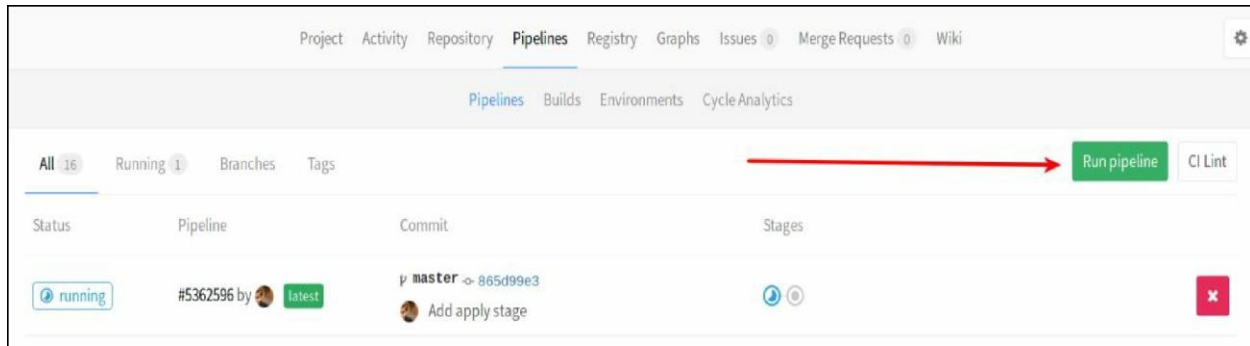 Project Activity Repository Pipelines Registry Graphs Issues 0 Merge Requests 0 Wiki
Pipelines Builds Environments Cycle Analytics
All 16 Running 1 Branches Tags Run pipeline CI Lint
Status Pipeline Commit Stages
master 865d99e3
running #5362596 by latest
Add apply stage